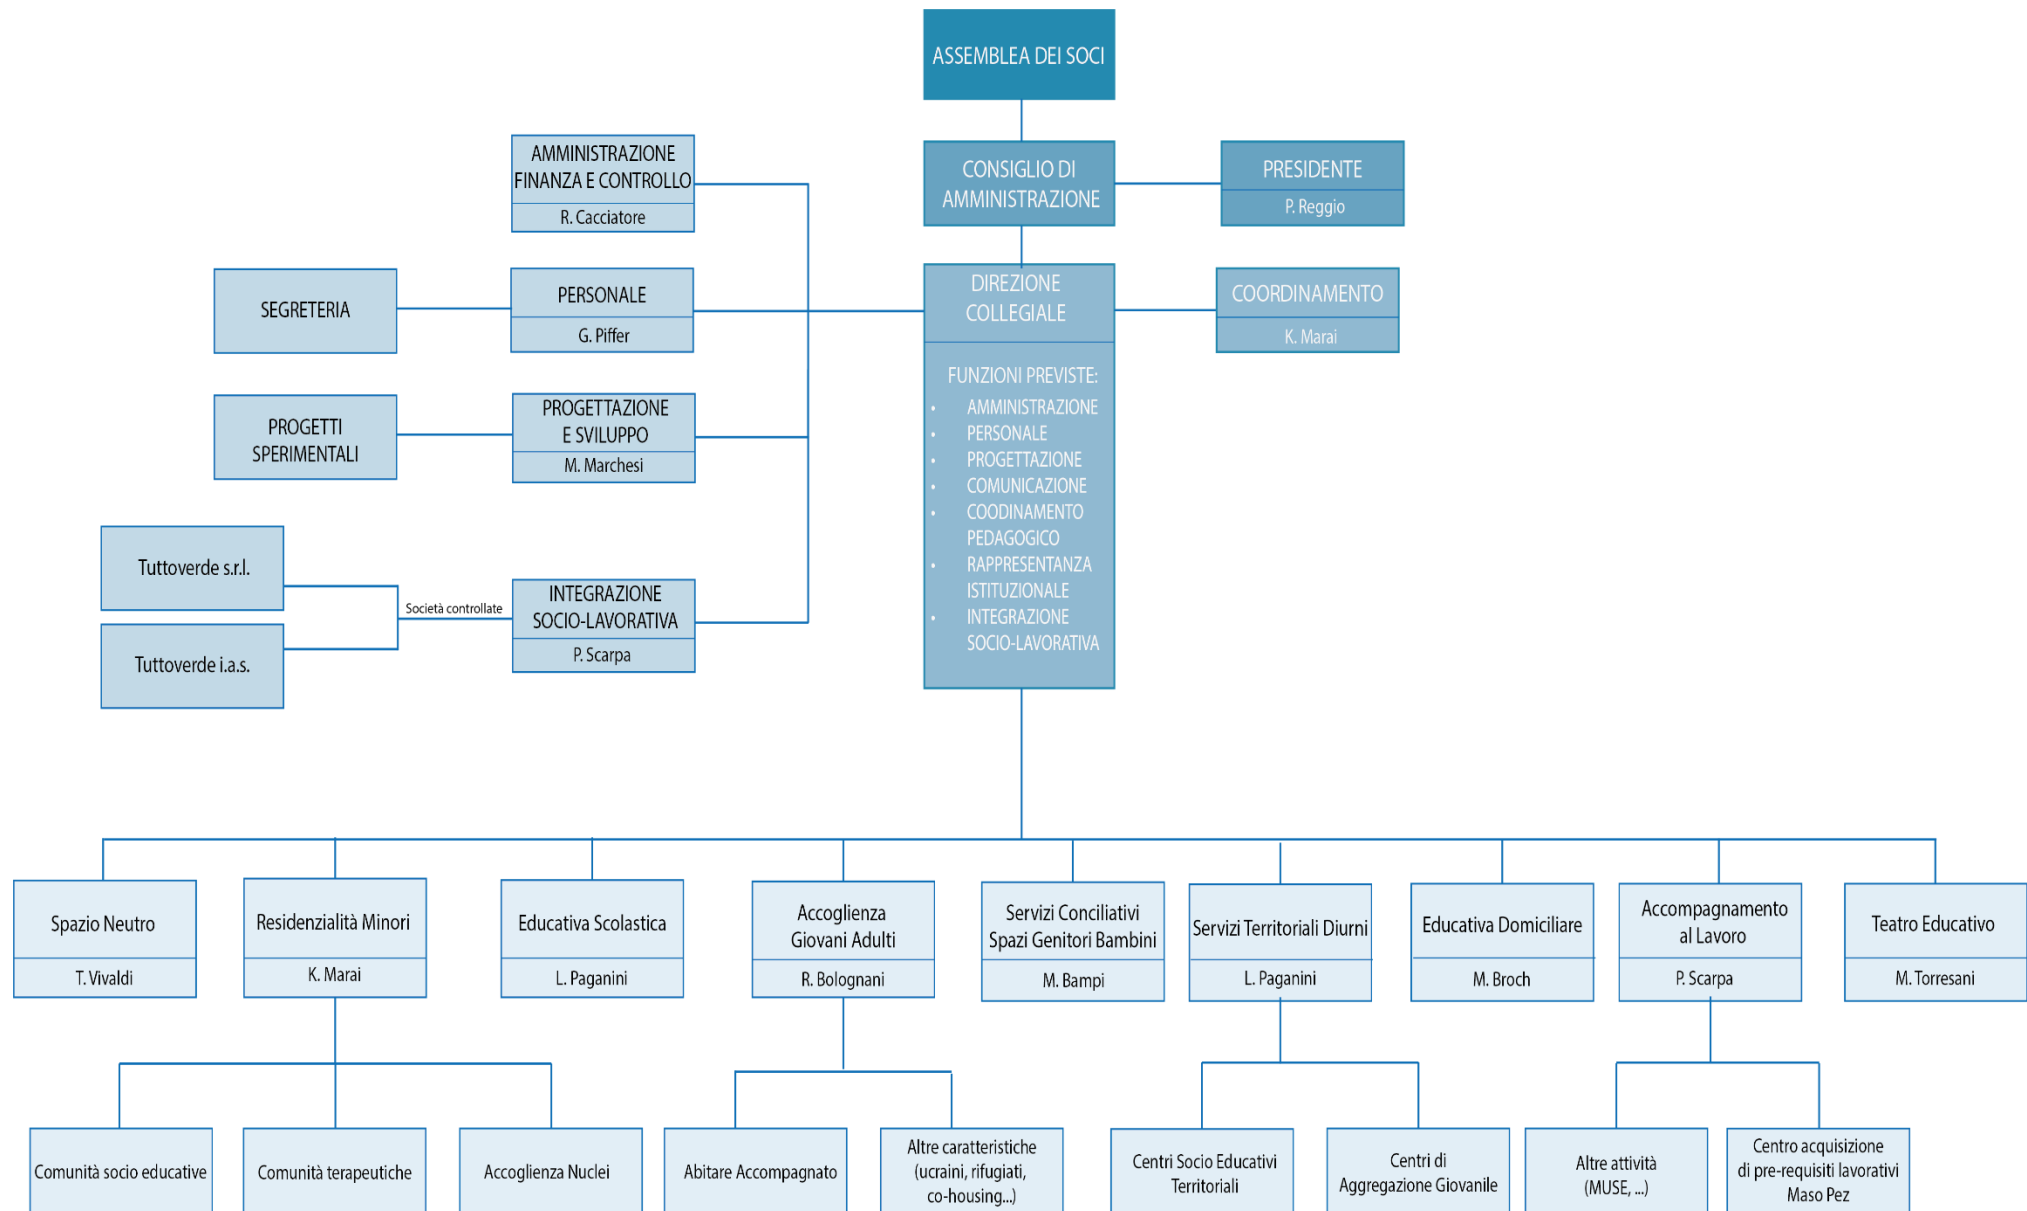 ASSEMBLEA DEI SOCI
CONSIGLIO DI
AMMINISTRAZIONE
PRESIDENTE
P. Reggio
AMMINISTRAZIONE
FINANZA E CONTROLLO
R. Cacciatore
SEGRETERIA
PERSONALE
G. Piffer
DIREZIONE
COLLEGIALE
COORDINAMENTO
K. Marai
FUNZIONI PREVISTE:
• AMMINISTRAZIONE
• PERSONALE
• PROGETTAZIONE
• COMUNICAZIONE
• COODINAMENTO
PEDAGOGICO
• RAPPRESENTANZA
ISTITUZIONALE
• INTEGRAZIONE
SOCIO-LAVORATIVA
PROGETTI
SPERIMENTALI
PROGETTAZIONE
E SVILUPPO
M. Marchesi
Tuttoverde s.r.l.
Tuttoverde i.a.s.
Società controllate
INTEGRAZIONE
SOCIO-LAVORATIVA
P. Scarpa
Spazio Neutro
T. Vivaldi
Residenzialità Minori
K. Marai
Educativa Scolastica
L. Paganini
Accoglienza
Giovani Adulti
R. Bolognani
Servizi Conciliativi
Spazi Genitori Bambini
M. Bampi
Servizi Territoriali Diurni
L. Paganini
Educativa Domiciliare
M. Broch
Accompagnamento
al Lavoro
P. Scarpa
Teatro Educativo
M. Torresani
Comunità socio educative
Comunità terapeutiche
Accoglienza Nuclei
Abitare Accompagnato
Altre caratteristiche
(ucraini, rifugiati,
co-housing...)
Centri Socio Educativi
Territoriali
Centri di
Aggregazione Giovanile
Altre attività
(MUSE, ...)
Centro acquisizione
di pre-requisiti lavorativi
Maso Pez